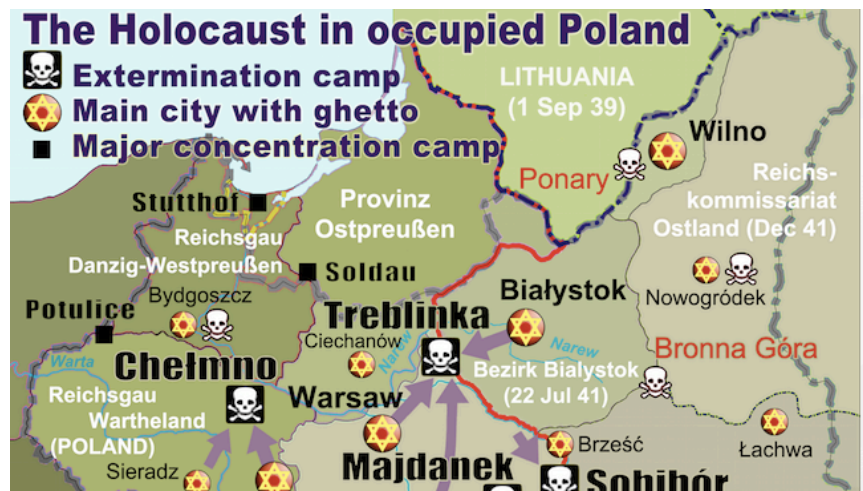 The Holocaust in occupied Poland
Extermination camp
Main city with ghetto
Major concentration camp
LITHUANIA
(1 Sep 39)
Wilno
Ponary
Reichs-
kommissariat
Ostland (Dec 41)
Stutthof
Provinz
Ostpreußen
Reichsgau
Danzig-Westpreußen
Soldau
Nowogródek
Bydgoszcz
Białystok
Potulice
Treblinka
Ciechanów
Narew
Narew
Bronna Góra
Warta
Chełmno
Bezirk Bialystok
(22 Jul 41)
Reichsgau
Wartheland
(POLAND)
Warsaw
Brześć
Łachwa
Sieradz
Majdanek
Sobibór